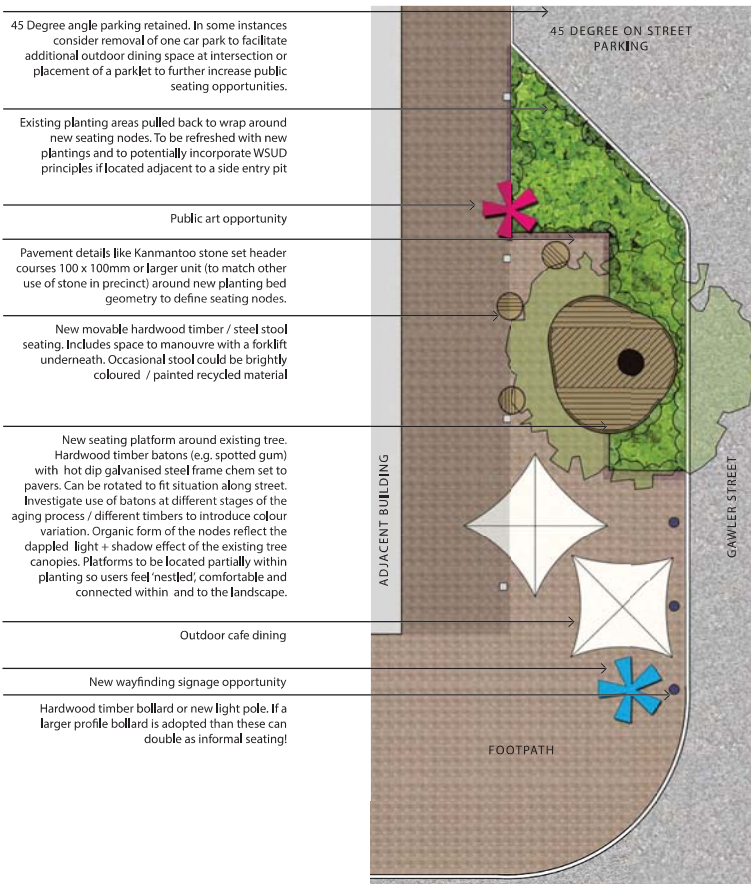 45 Degree angle parking retained. In some instances
consider removal of one car park to facilitate
additional outdoor dining space at intersection or
placement of a parklet to further increase public
seating opportunities.
Existing planting areas pulled back to wrap around
new seating nodes. To be refreshed with new
plantings and to potentially incorporate WSUD
principles if located adjacent to a side entry pit
Public art opportunity
Pavement details like Kanmantoo stone set header
courses 100 x 100mm or larger unit (to match other
use of stone in precinct) around new planting bed
geometry to define seating nodes.
New movable hardwood timber / steel stool
seating. Includes space to manouvre with a forklift
underneath. Occasional stool could be brightly
coloured / painted recycled material
New seating platform around existing tree.
Hardwood timber batons (e.g. spotted gum)
with hot dip galvanised steel frame chem set to
pavers. Can be rotated to fit situation along street.
Investigate use of batons at different stages of the
aging process / different timbers to introduce colour
variation. Organic form of the nodes reflect the
dappled light + shadow effect of the existing tree
canopies. Platforms to be located partially within
planting so users feel 'nestled', comfortable and
connected within and to the landscape.
Outdoor cafe dining
New wayfinding signage opportunity
Hardwood timber bollard or new light pole. If a
larger profile bollard is adopted than these can
double as informal seating!
45 DEGREE ON STREET
PARKING
ADJACENT BUILDING
GAWLER STREET
FOOTPATH